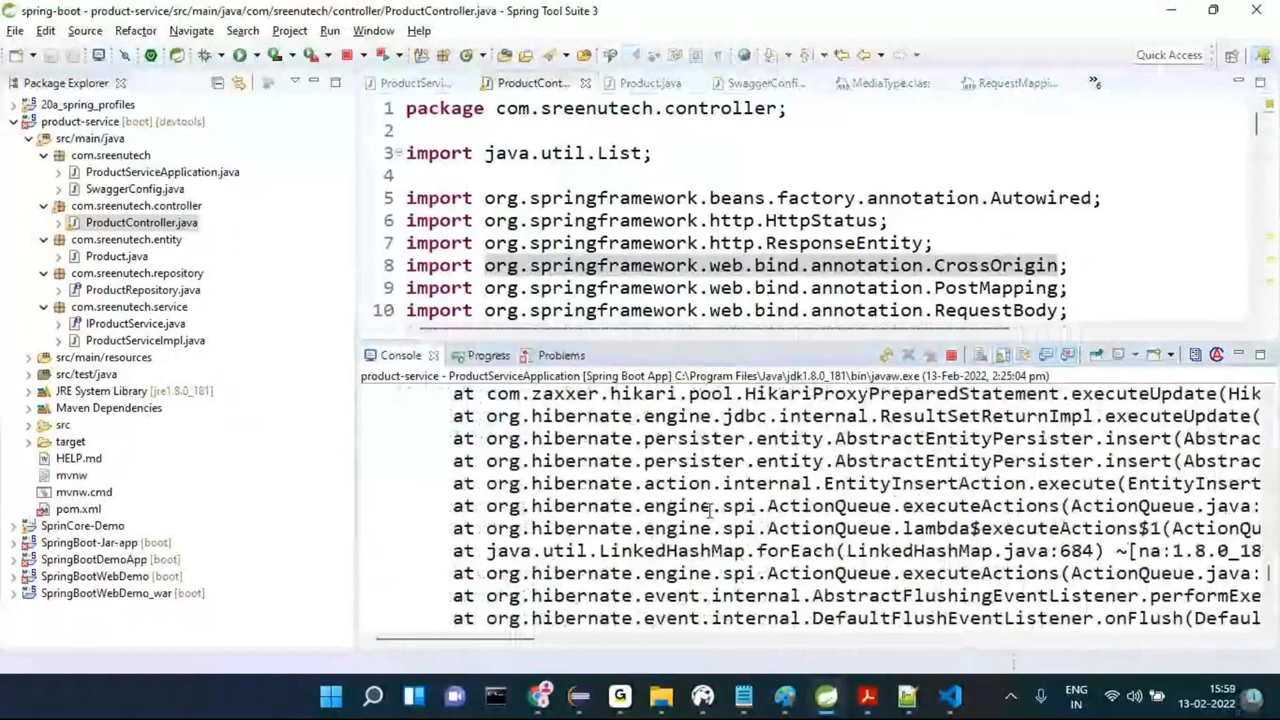 spring-boot - product-service/src/main/java/com/sreenutech/controller/ProductController.java - Spring Tool Suite 3
File Edit Source Refactor Navigate Search Project Run Window Help
Quick Access
Package Explorer
ProductServi...
ProductCont...
Product.java
SwaggerConfi...
MediaType.clas:
RequestMappi...
»6
20a_spring_profiles
product-service [boot] [devtools]
src/main/java
com.sreenutech
ProductServiceApplication.java
SwaggerConfig.java
com.sreenutech.controller
ProductController.java
com.sreenutech.entity
Product.java
com.sreenutech.repository
ProductRepository.java
com.sreenutech.service
IProductService.java
ProductServiceImpl.java
src/main/resources
src/test/java
JRE System Library [jre1.8.0_181]
Maven Dependencies
src
target
HELP.md
mvnw
mvnw.cmd
pom.xml
SprinCore-Demo
SpringBoot-Jar-app [boot]
SpringBootDemoApp [boot]
SpringBootWebDemo [boot]
SpringBootWebDemo_war [boot]
1 package com.sreenutech.controller;
2
3 import java.util.List;
4
5 import org.springframework.beans.factory.annotation.Autowired;
6 import org.springframework.http.HttpStatus;
7 import org.springframework.http.ResponseEntity;
8 import org.springframework.web.bind.annotation.CrossOrigin;
9 import org.springframework.web.bind.annotation.PostMapping;
10 import org.springframework.web.bind.annotation.RequestBody;
Console Progress Problems
product-service - ProductServiceApplication [Spring Boot App] C:\Program Files\Java\jdk1.8.0_181\bin\javaw.exe (13-Feb-2022, 2:25:04 pm)
at com.zaxxer.hikari.pool.HikariProxyPreparedStatement.executeUpdate(Hik
at org.hibernate.engine.jdbc.internal.ResultSetReturnImpl.executeUpdate(
at org.hibernate.persister.entity.AbstractEntityPersister.insert(Abstrac
at org.hibernate.persister.entity.AbstractEntityPersister.insert(Abstrac
at org.hibernate.action.internal.EntityInsertAction.execute(EntityInsert
at org.hibernate.engine.spi.ActionQueue.executeActions(ActionQueue.java:
at org.hibernate.engine.spi.ActionQueue.lambda$executeActions$1(ActionQu
at java.util.LinkedHashMap.forEach(LinkedHashMap.java:684) ~[na:1.8.0_18
at org.hibernate.engine.spi.ActionQueue.executeActions(ActionQueue.java:
at org.hibernate.event.internal.AbstractFlushingEventListener.performExe
at org.hibernate.event.internal.DefaultFlushEventListener.onFlush(Defaul
ENG
IN
15:59
13-02-2022